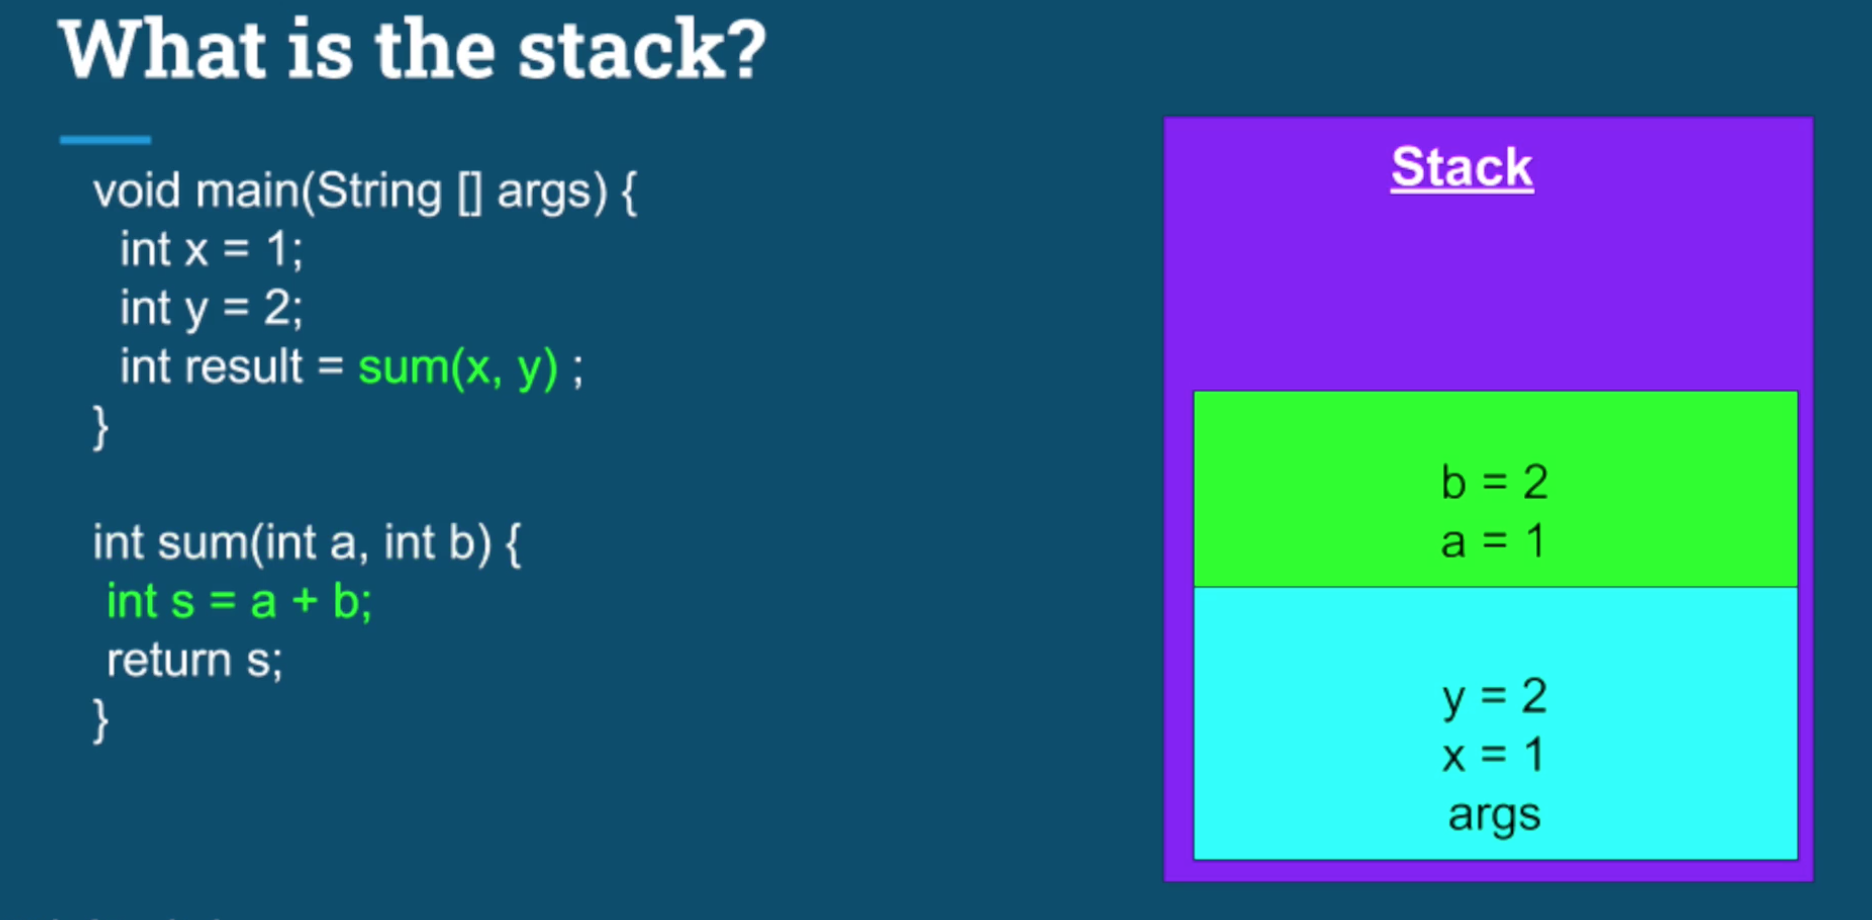 What is the stack?
void main(String [] args) {
int x = 1;
int y = 2;
int result = sum(x, y) ;
}
int sum(int a, int b) {
int s = a + b;
return s;
}
Stack
b = 2
a = 1
y = 2
x = 1
args